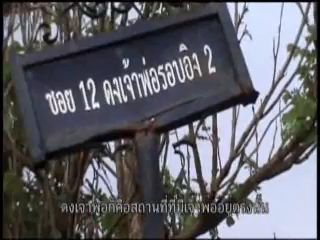 ซอย 12 ดงเจ้าพ่อรอบอิง 2
ดงเจ้าพ่อก็คือสถานที่ที่มีเจ้าพ่ออยู่ตรงนั้น